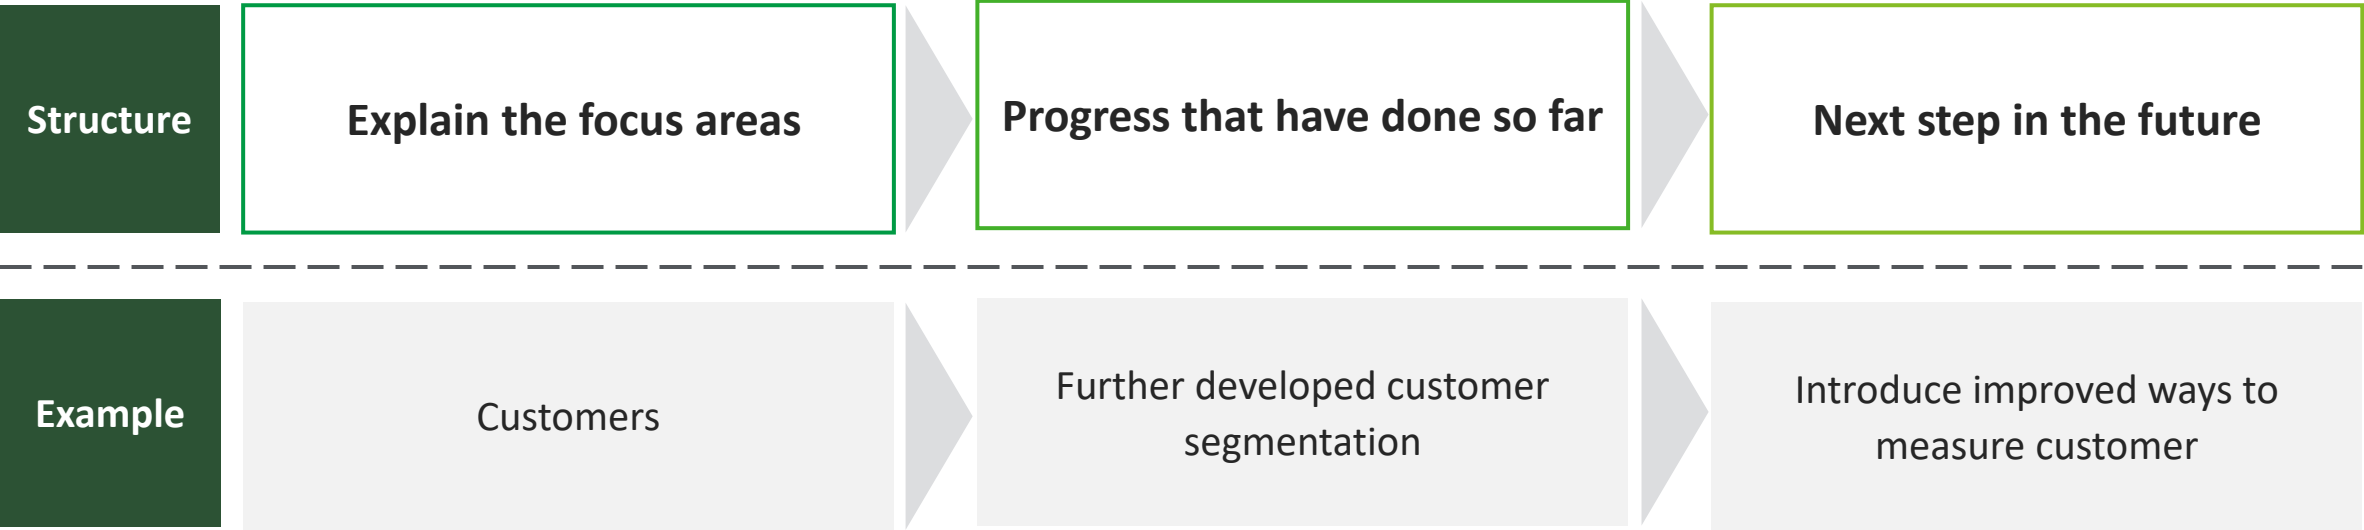 Structure
Explain the focus areas
Progress that have done so far
Next step in the future
Example
Customers
Further developed customer
segmentation
Introduce improved ways to
measure customer